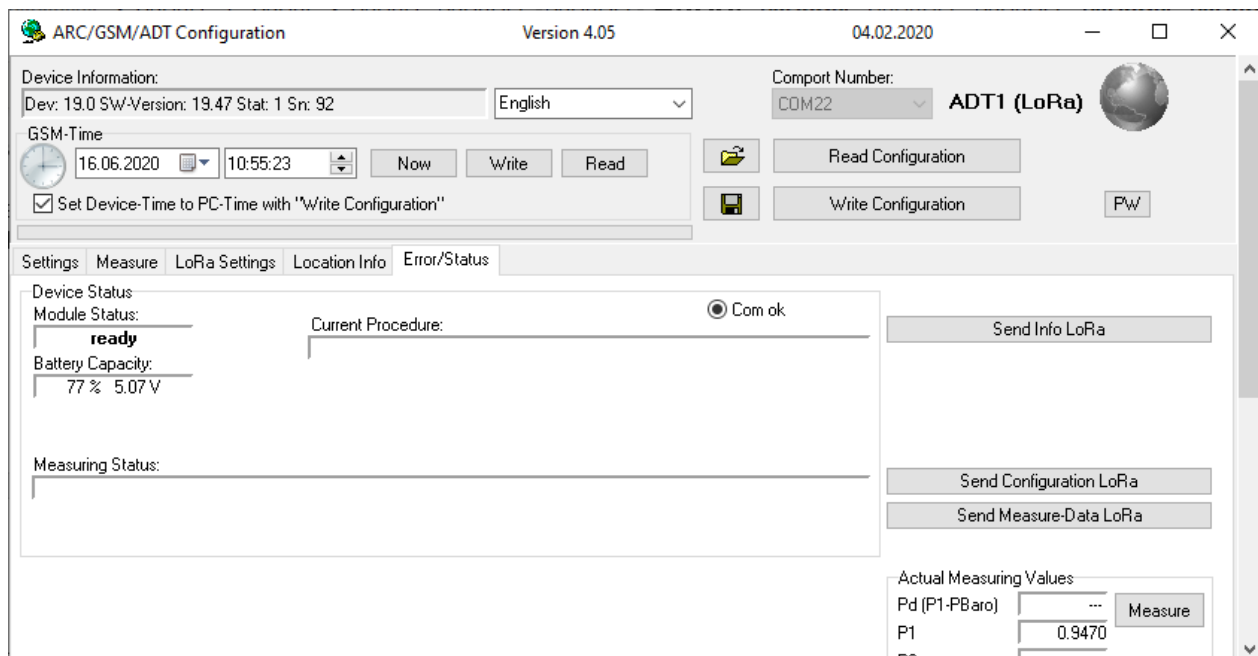 ARC/GSM/ADT Configuration Version 4.05 04.02.2020
Device Information:
Comport Number:
Dev: 19.0 SW-Version: 19.47 Stat: 1 Sn: 92
English
COM22
ADT1 (LoRa)
GSM-Time
16.06.2020 10:55:23 Now Write Read
Read Configuration
Set Device-Time to PC-Time with "Write Configuration"
Write Configuration
PW
Settings Measure LoRa Settings Location Info Error/Status
Device Status
Module Status:
ready
Current Procedure:
Com ok
Send Info LoRa
Battery Capacity:
77 % 5.07 V
Measuring Status:
Send Configuration LoRa
Send Measure-Data LoRa
Actual Measuring Values
Pd (P1-PBaro) --- Measure
P1 0.9470